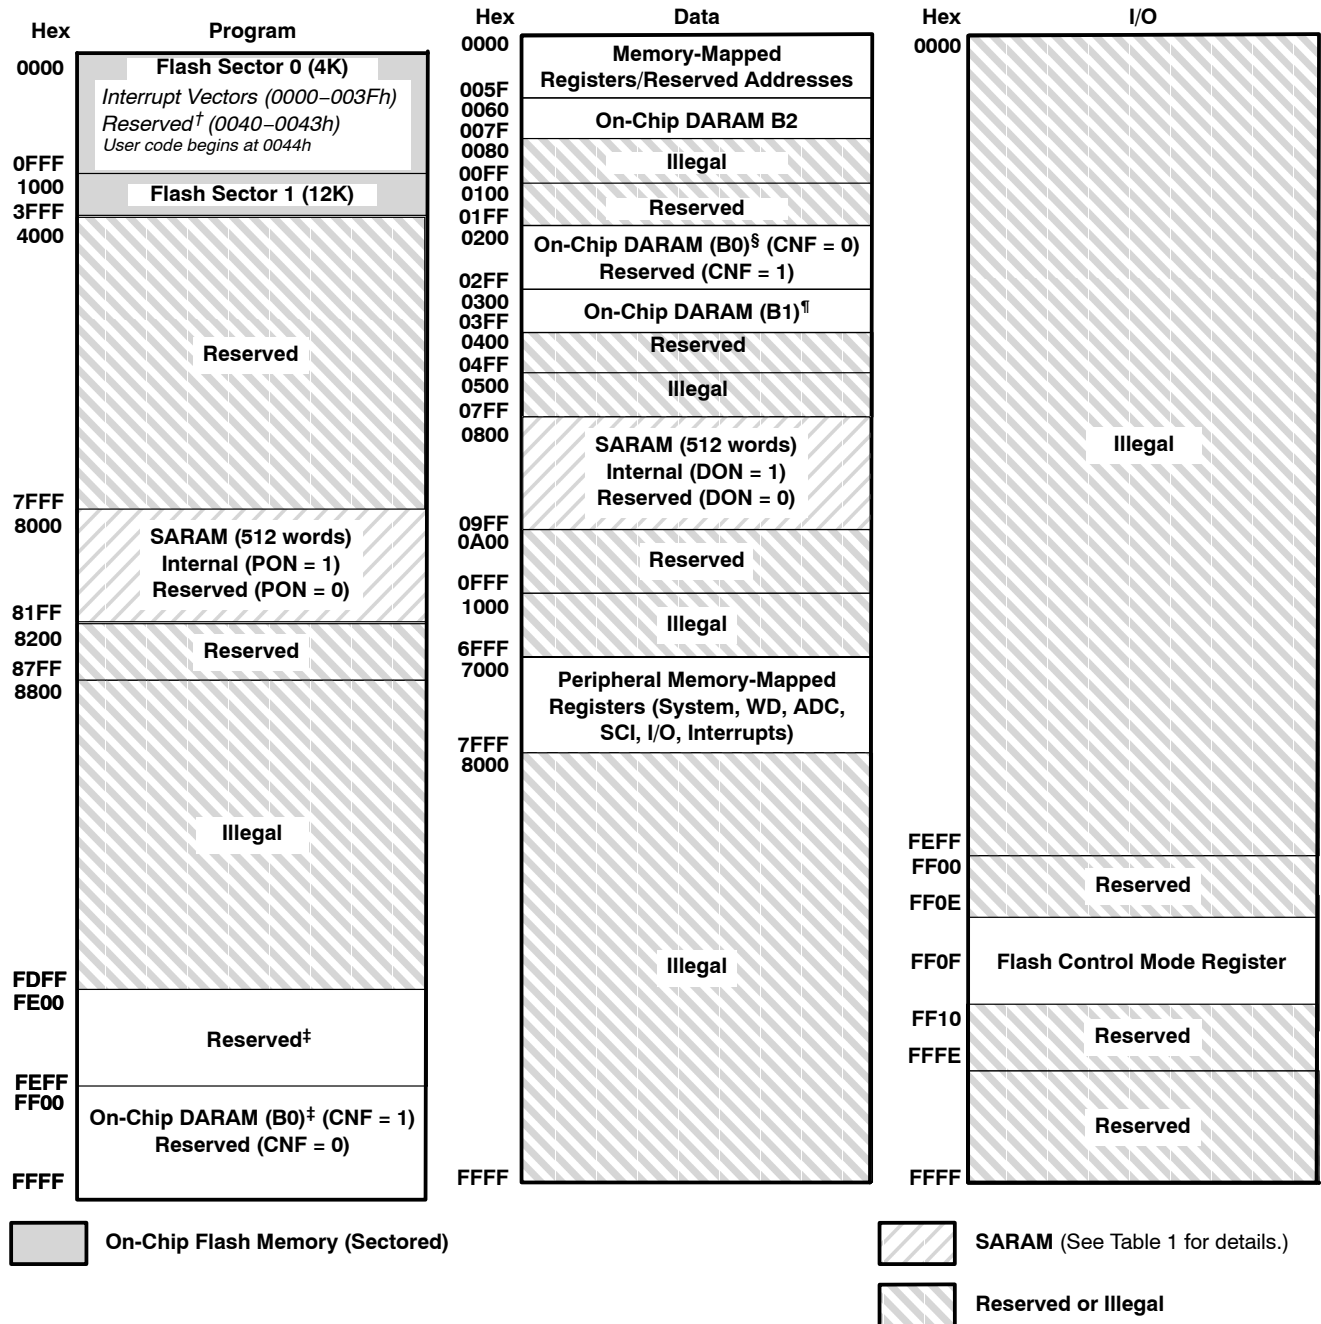 Hex Program
0000
Flash Sector 0 (4K)
Interrupt Vectors (0000–003Fh)
Reserved† (0040–0043h)
User code begins at 0044h
0FFF
1000
Flash Sector 1 (12K)
3FFF
4000
Reserved
7FFF
8000
SARAM (512 words)
Internal (PON = 1)
Reserved (PON = 0)
81FF
8200
Reserved
87FF
8800
Illegal
FDFF
FE00
Reserved‡
FEFF
FF00
On-Chip DARAM (B0)‡ (CNF = 1)
Reserved (CNF = 0)
FFFF
Hex Data
0000
Memory-Mapped
Registers/Reserved Addresses
005F
0060
On-Chip DARAM B2
007F
0080
Illegal
00FF
0100
Reserved
01FF
0200
On-Chip DARAM (B0)§ (CNF = 0)
Reserved (CNF = 1)
02FF
0300
On-Chip DARAM (B1)¶
03FF
0400
Reserved
04FF
0500
Illegal
07FF
0800
SARAM (512 words)
Internal (DON = 1)
Reserved (DON = 0)
09FF
0A00
Reserved
0FFF
1000
Illegal
6FFF
7000
Peripheral Memory-Mapped
Registers (System, WD, ADC,
SCI, I/O, Interrupts)
7FFF
8000
Illegal
FFFF
Hex I/O
0000
Illegal
FEFF
FF00
Reserved
FF0E
FF0F
Flash Control Mode Register
FF10
Reserved
FFFE
Reserved
FFFF
On-Chip Flash Memory (Sectored)
SARAM (See Table 1 for details.)
Reserved or Illegal